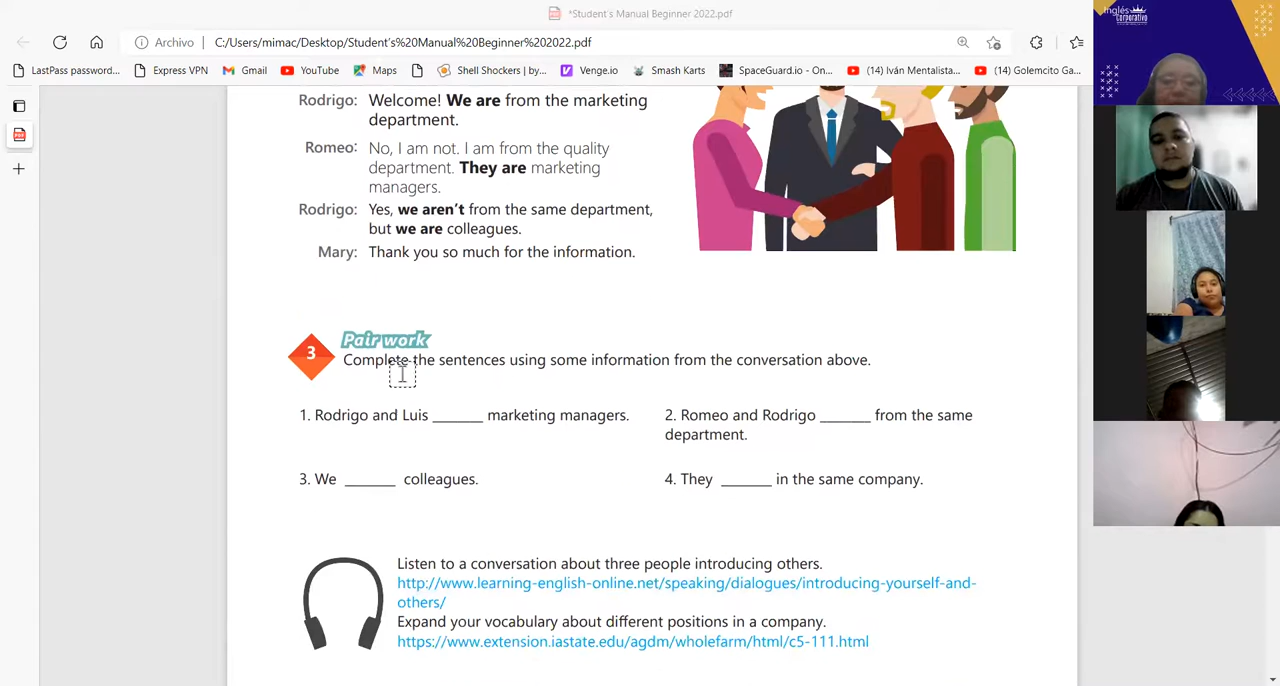 *Student's Manual Beginner 2022.pdf
Archivo
C:/Users/mimac/Desktop/Student's%20Manual%20Beginner%202022.pdf
LastPass password...
Express VPN
Gmail
YouTube
Maps
Shell Shockers | by...
Venge.io
Smash Karts
SpaceGuard.io - On...
(14) Iván Mentalista...
(14) Golemcito Ga...
Inglés
Corporativo
Rodrigo: Welcome! We are from the marketing
department.
Romeo: No, I am not. I am from the quality
department. They are marketing
managers.
Rodrigo: Yes, we aren't from the same department,
but we are colleagues.
Mary: Thank you so much for the information.
3
Pair work
Complete the sentences using some information from the conversation above.
1. Rodrigo and Luis ______ marketing managers.
2. Romeo and Rodrigo ______ from the same
department.
3. We ______ colleagues.
4. They ______ in the same company.
Listen to a conversation about three people introducing others.
http://www.learning-english-online.net/speaking/dialogues/introducing-yourself-and-
others/
Expand your vocabulary about different positions in a company.
https://www.extension.iastate.edu/agdm/wholefarm/html/c5-111.html